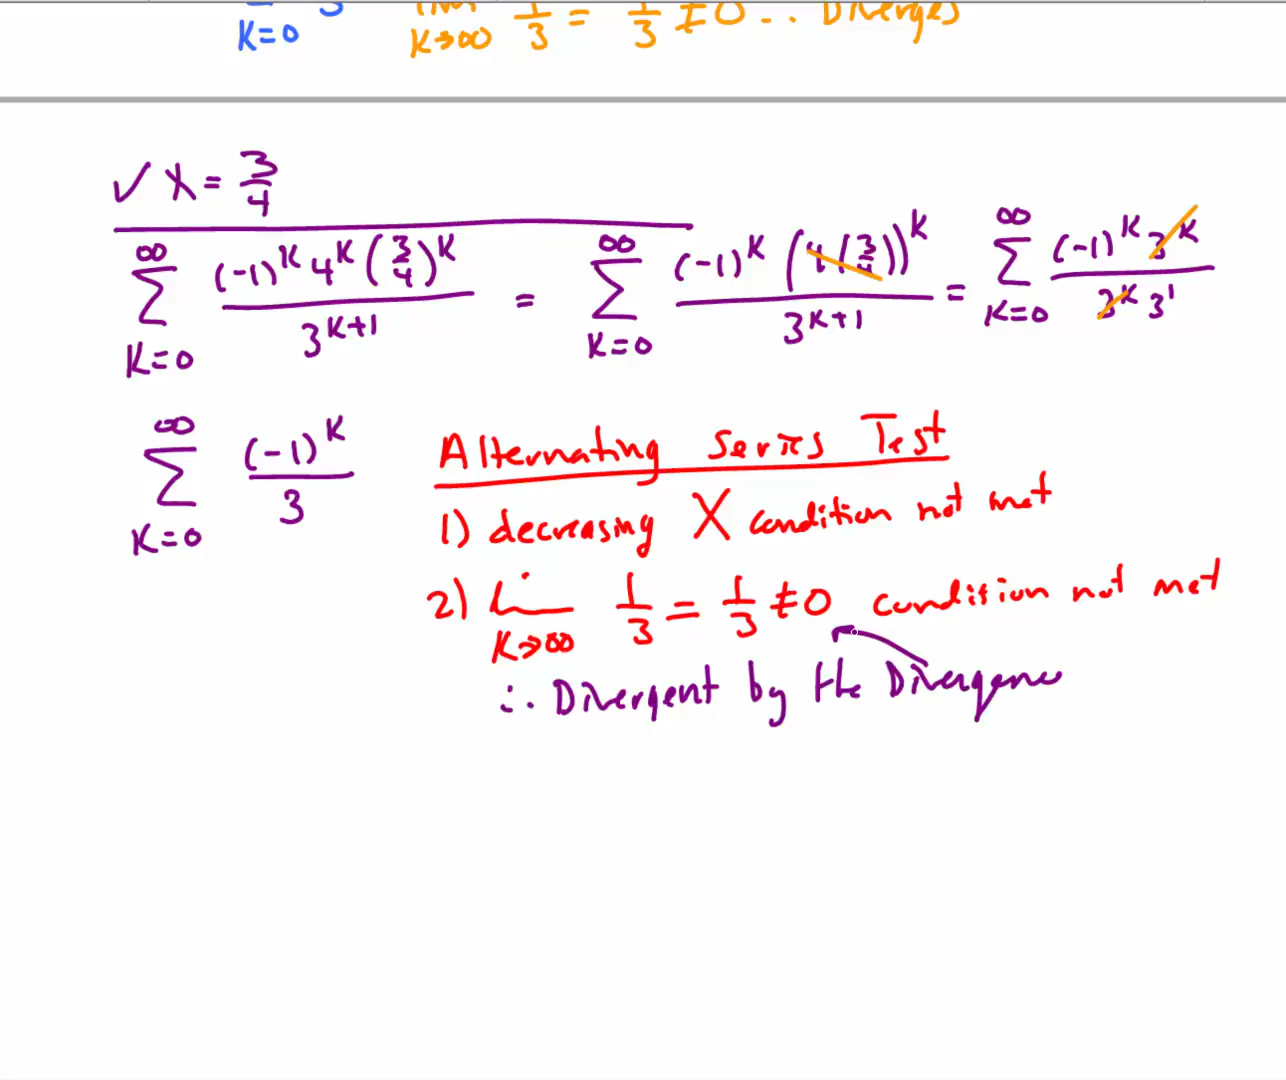 K=0 lim K→∞ 1/3 = 1/3 ≠ 0 ∴ Diverges
✓ X = 3/4
∞ Σ K=0 (-1)^K 4^K (3/4)^K / 3^(K+1) = ∞ Σ K=0 (-1)^K (4(3/4))^K / 3^(K+1) = ∞ Σ K=0 (-1)^K 3^K / 3^K 3^1
∞ Σ K=0 (-1)^K / 3
Alternating Series Test
1) decreasing X condition not met
2) lim K→∞ 1/3 = 1/3 ≠ 0 condition not met
∴ Divergent by the Divergence